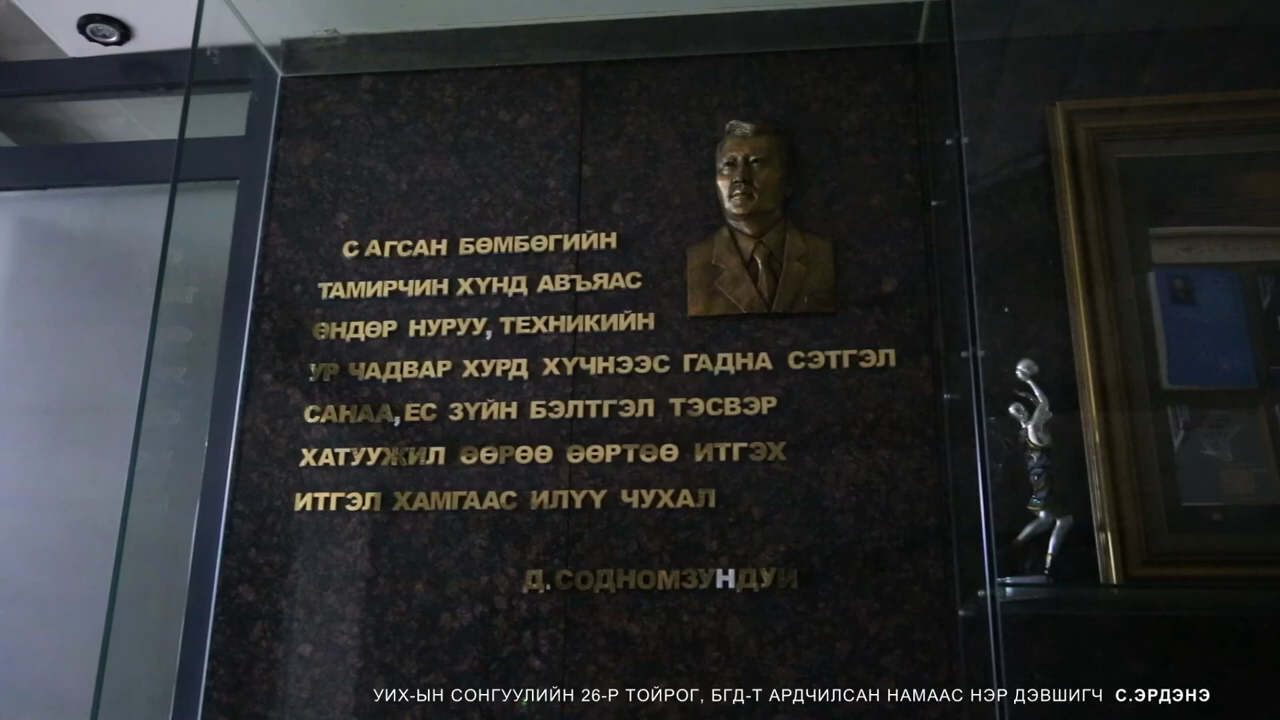 САГСАН БӨМБӨГИЙН
ТАМИРЧИН ХҮНД АВЪЯАС
ӨНДӨР НУРУУ, ТЕХНИКИЙН
УР ЧАДВАР ХУРД ХҮЧНЭЭС ГАДНА СЭТГЭЛ
САНАА, ЕС ЗҮЙН БЭЛТГЭЛ ТЭСВЭР
ХАТУУЖИЛ ӨӨРӨӨ ӨӨРТӨӨ ИТГЭХ
ИТГЭЛ ХАМГААС ИЛҮҮ ЧУХАЛ
Д.СОДНОМЗУНДУИ
УИХ-ЫН СОНГУУЛИЙН 26-Р ТОЙРОГ, БГД-Т АРДЧИЛСАН НАМААС НЭР ДЭВШИГЧ С.ЭРДЭНЭ